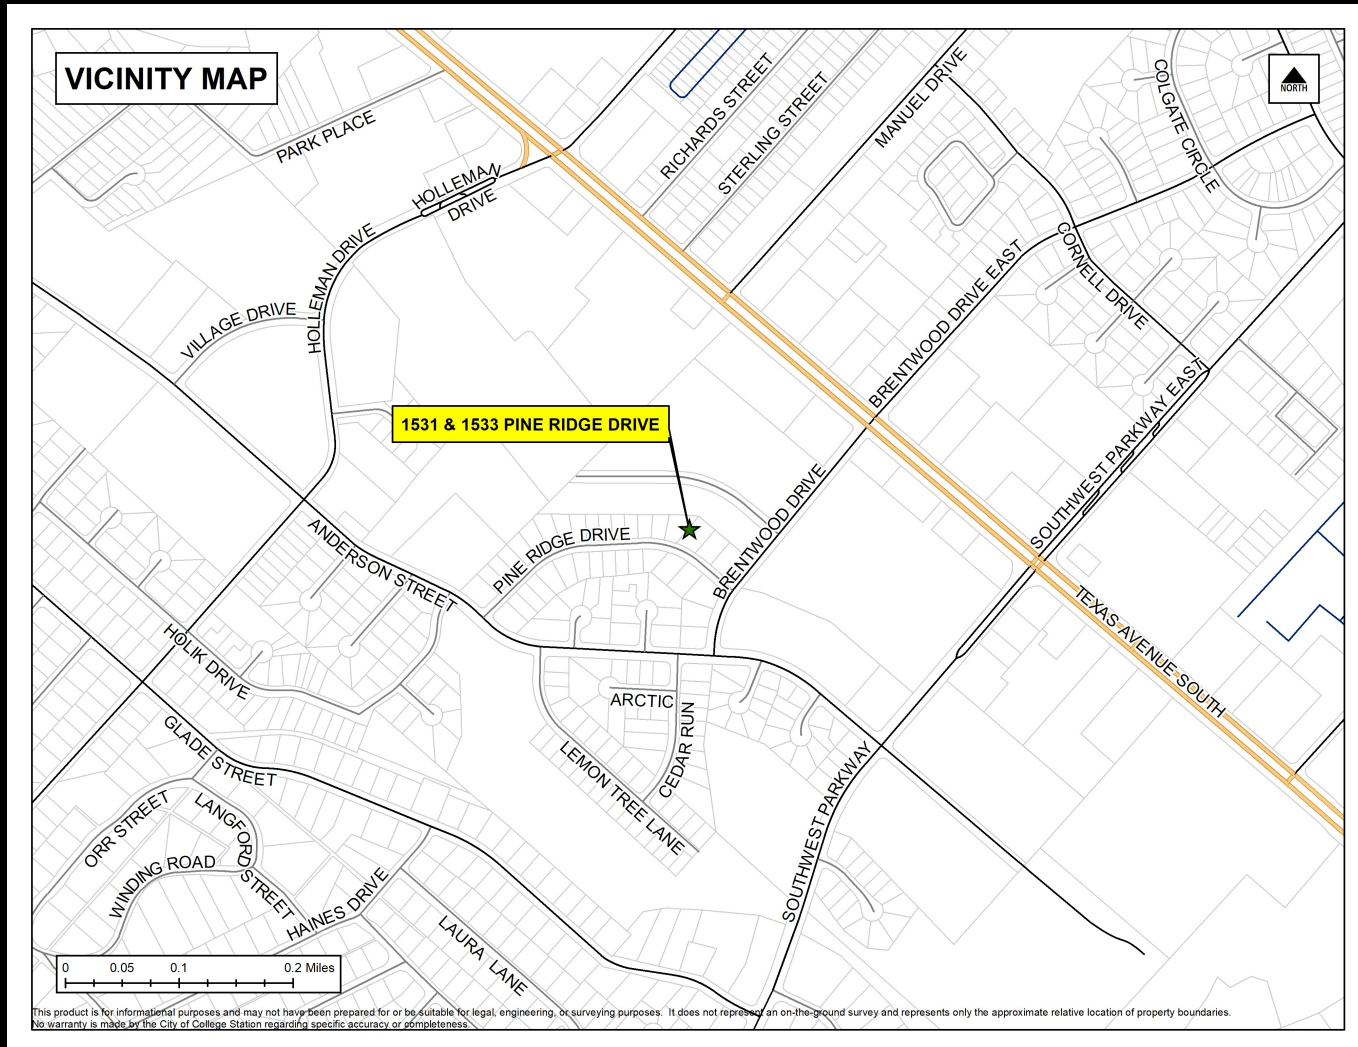 VICINITY MAP
NORTH
PARK PLACE
HOLLEMAN
DRIVE
RICHARDS STREET
STERLING STREET
MANUEL DRIVE
COLGATE CIRCLE
HOLLEMAN DRIVE
VILLAGE DRIVE
BRENTWOOD DRIVE EAST
CORNELL DRIVE
1531 & 1533 PINE RIDGE DRIVE
SOUTHWEST PARKWAY EAST
BRENTWOOD DRIVE
PINE RIDGE DRIVE
ANDERSON STREET
TEXAS AVENUE SOUTH
HOLIK DRIVE
ARCTIC
CEDAR RUN
LEMON TREE LANE
GLADE STREET
SOUTHWEST PARKWAY
ORR STREET
LANGFORD STREET
WINDING ROAD
HAINES DRIVE
LAURA LANE
0 0.05 0.1 0.2 Miles
This product is for informational purposes and may not have been prepared for or be suitable for legal, engineering, or surveying purposes. It does not represent an on-the-ground survey and represents only the approximate relative location of property boundaries.
No warranty is made by the City of College Station regarding specific accuracy or completeness.